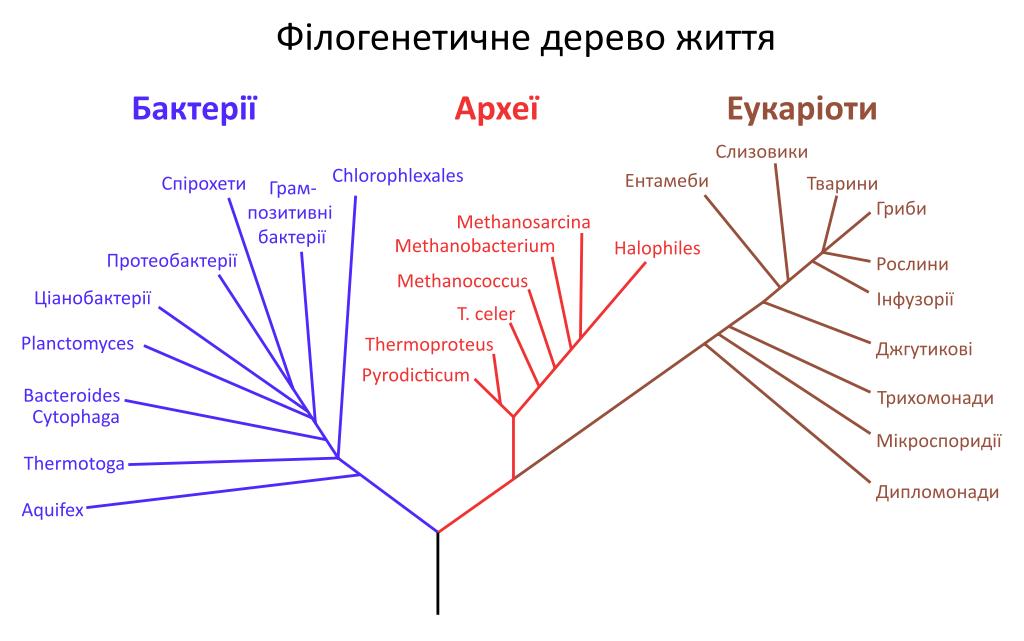 Філогенетичне дерево життя
Бактерії
Археї
Еукаріоти
Спірохети
Грам-
позитивні
бактерії
Chlorophlexales
Протеобактерії
Ціанобактерії
Planctomyces
Bacteroides
Cytophaga
Thermotoga
Aquifex
Methanosarcina
Methanobacterium
Halophiles
Methanococcus
T. celer
Thermoproteus
Pyrodicticum
Слизовики
Ентамеби
Тварини
Гриби
Рослини
Інфузорії
Джгутикові
Трихомонади
Мікроспоридії
Дипломонади